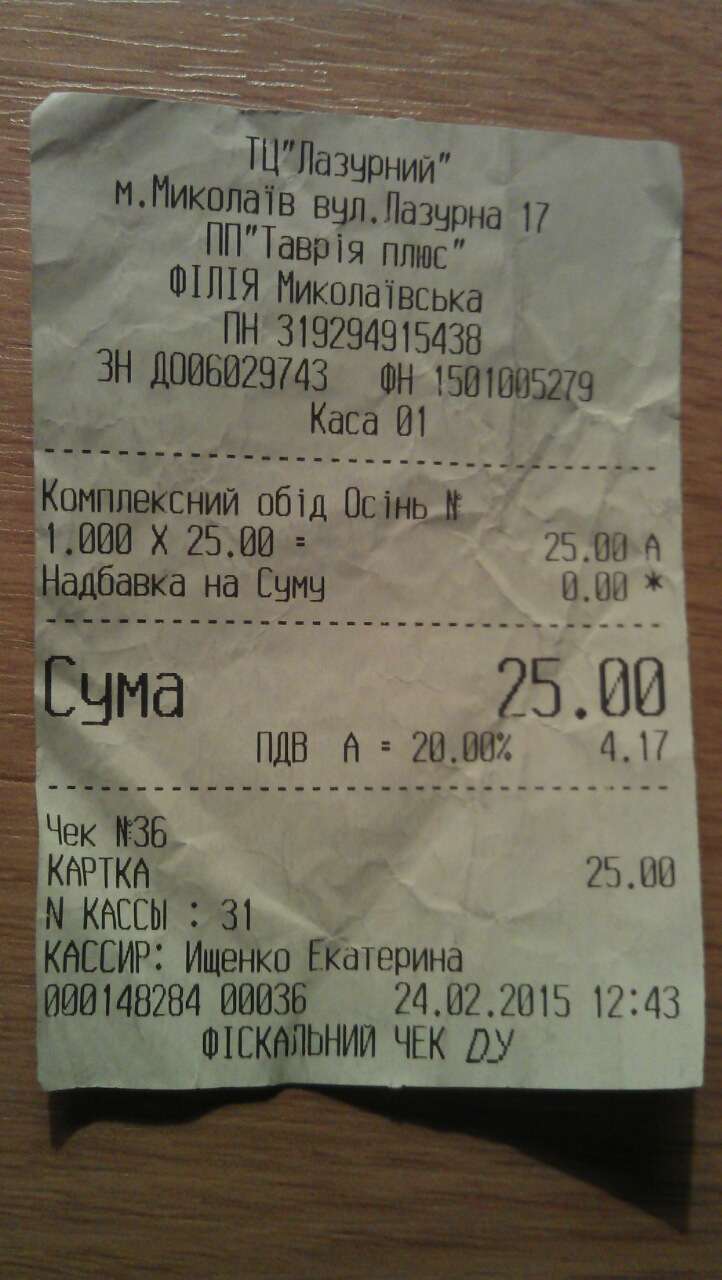 ТЦ"Лазурний"
м.Миколаїв вул.Лазурна 17
ПП"Таврія плюс"
ФІЛІЯ Миколаївська
ПН 319294915438
ЗН ДО06029743 ФН 1501005279
Каса 01
Комплексний обід Осінь №
1.000 X 25.00 = 25.00 А
Надбавка на Суму 0.00 *
Сума 25.00
ПДВ А = 20.00% 4.17
Чек №36
КАРТКА 25.00
N КАССЫ : 31
КАССИР: Ищенко Екатерина
000148284 00036 24.02.2015 12:43
ФІСКАЛЬНИЙ ЧЕК